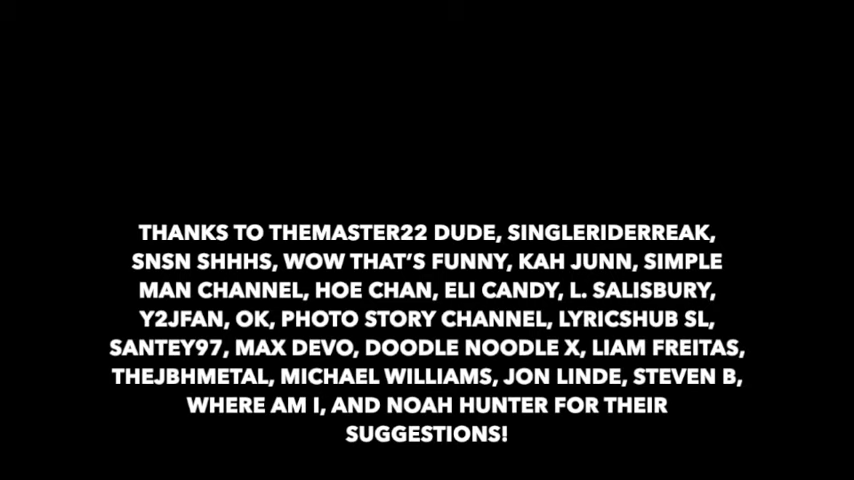 THANKS TO THEMASTER22 DUDE, SINGLERIDERREAK,
SNSN SHHHS, WOW THAT'S FUNNY, KAH JUNN, SIMPLE
MAN CHANNEL, HOE CHAN, ELI CANDY, L. SALISBURY,
Y2JFAN, OK, PHOTO STORY CHANNEL, LYRICSHUB SL,
SANTEY97, MAX DEVO, DOODLE NOODLE X, LIAM FREITAS,
THEJBHMETAL, MICHAEL WILLIAMS, JON LINDE, STEVEN B,
WHERE AM I, AND NOAH HUNTER FOR THEIR
SUGGESTIONS!